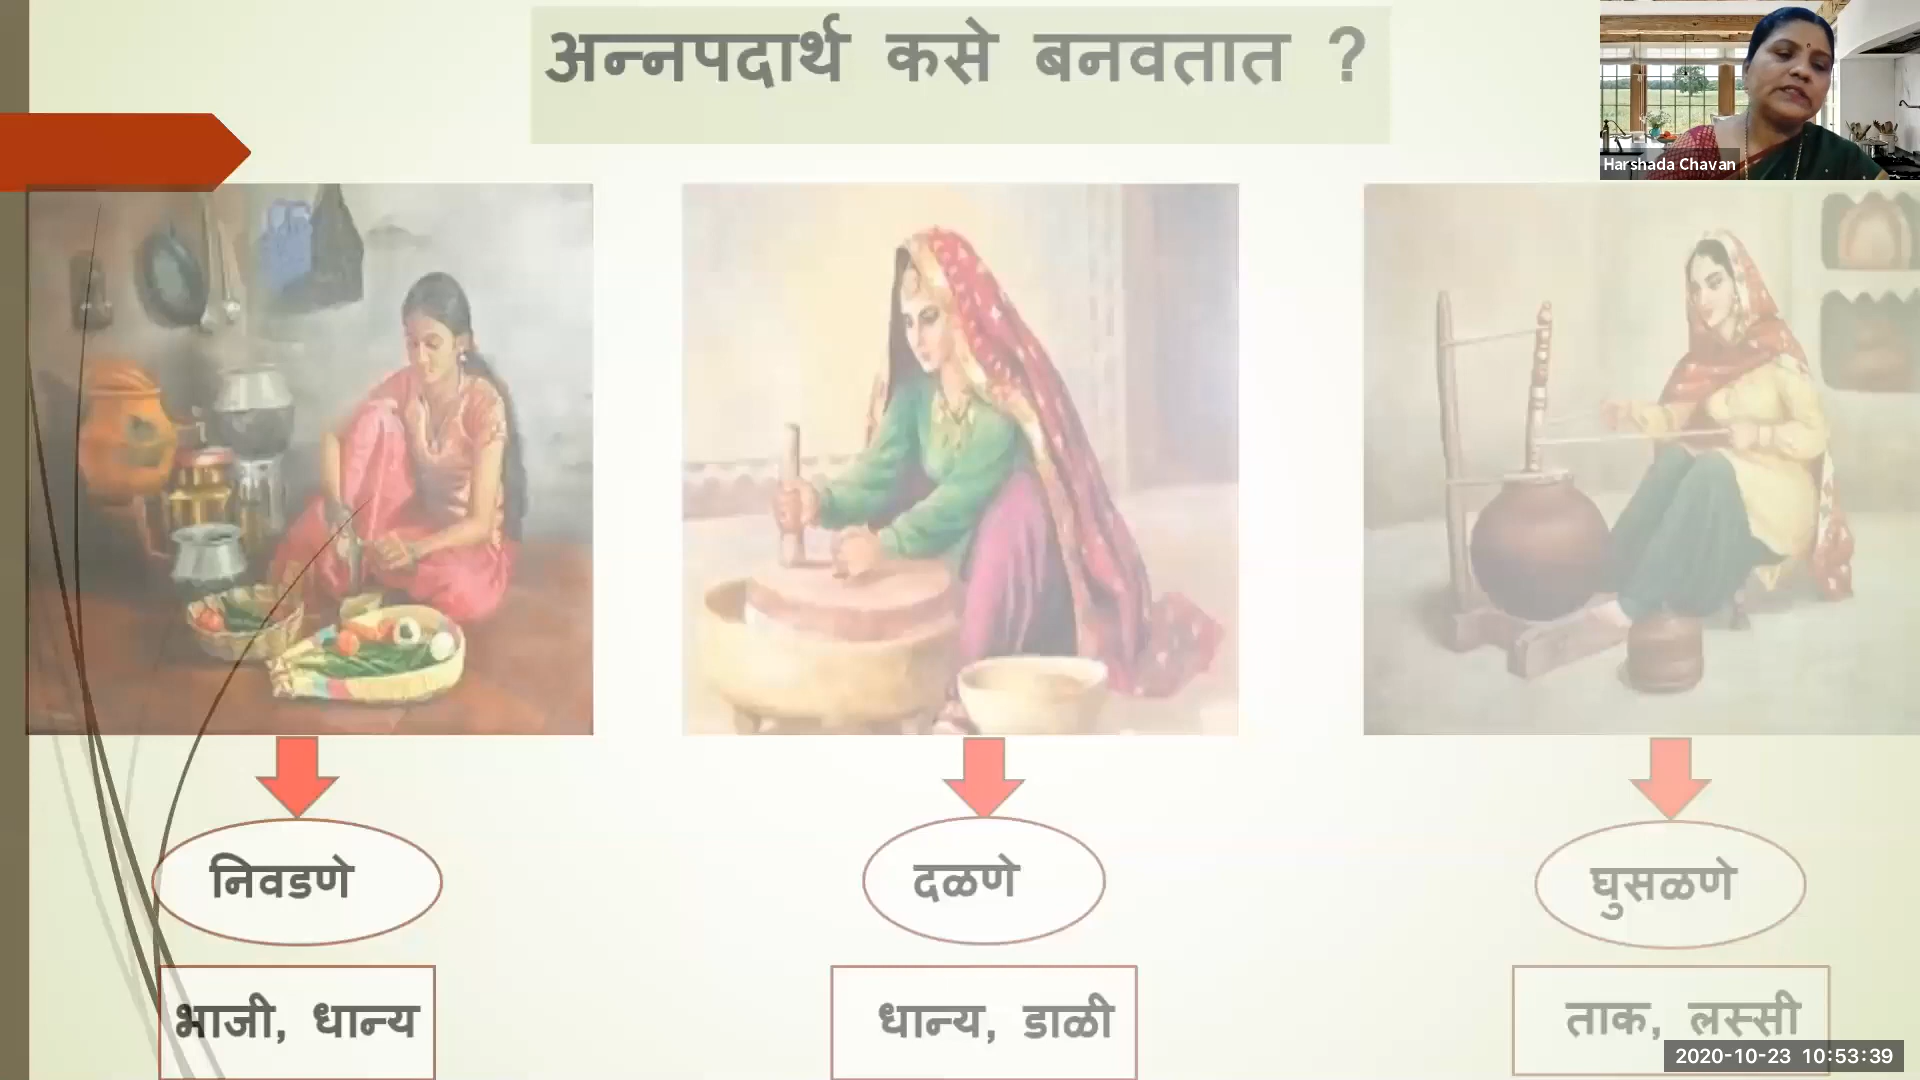 अन्नपदार्थ कसे बनवतात ?
Harshada Chavan
निवडणे
दळणे
घुसळणे
भाजी, धान्य
धान्य, डाळी
ताक, लस्सी
2020-10-23 10:53:39